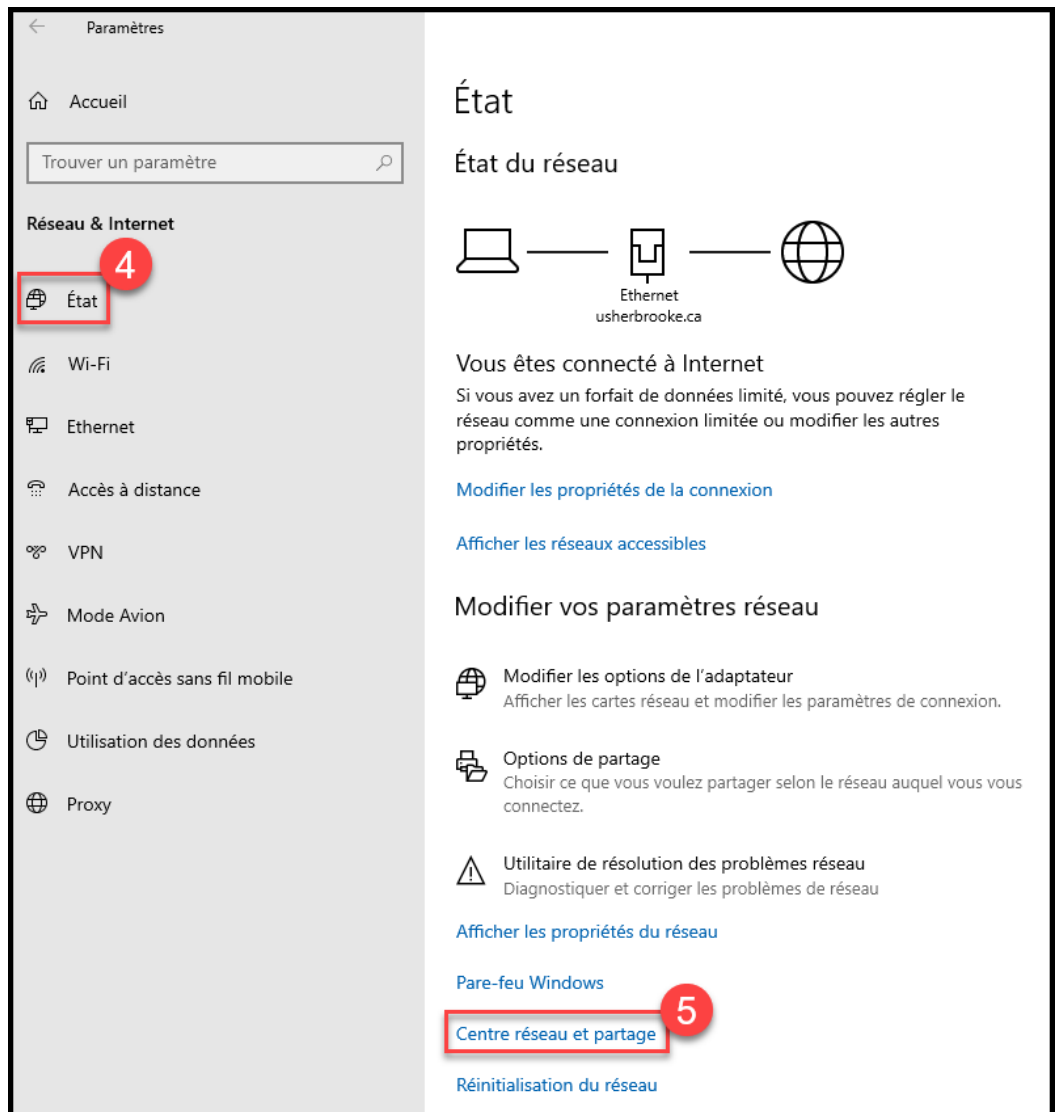 Paramètres
Accueil
Trouver un paramètre
Réseau & Internet
4
État
Wi-Fi
Ethernet
Accès à distance
VPN
Mode Avion
Point d'accès sans fil mobile
Utilisation des données
Proxy
État
État du réseau
Ethernet
usherbrooke.ca
Vous êtes connecté à Internet
Si vous avez un forfait de données limité, vous pouvez régler le
réseau comme une connexion limitée ou modifier les autres
propriétés.
Modifier les propriétés de la connexion
Afficher les réseaux accessibles
Modifier vos paramètres réseau
Modifier les options de l'adaptateur
Afficher les cartes réseau et modifier les paramètres de connexion.
Options de partage
Choisir ce que vous voulez partager selon le réseau auquel vous vous
connectez.
Utilitaire de résolution des problèmes réseau
Diagnostiquer et corriger les problèmes de réseau
Afficher les propriétés du réseau
Pare-feu Windows
5
Centre réseau et partage
Réinitialisation du réseau